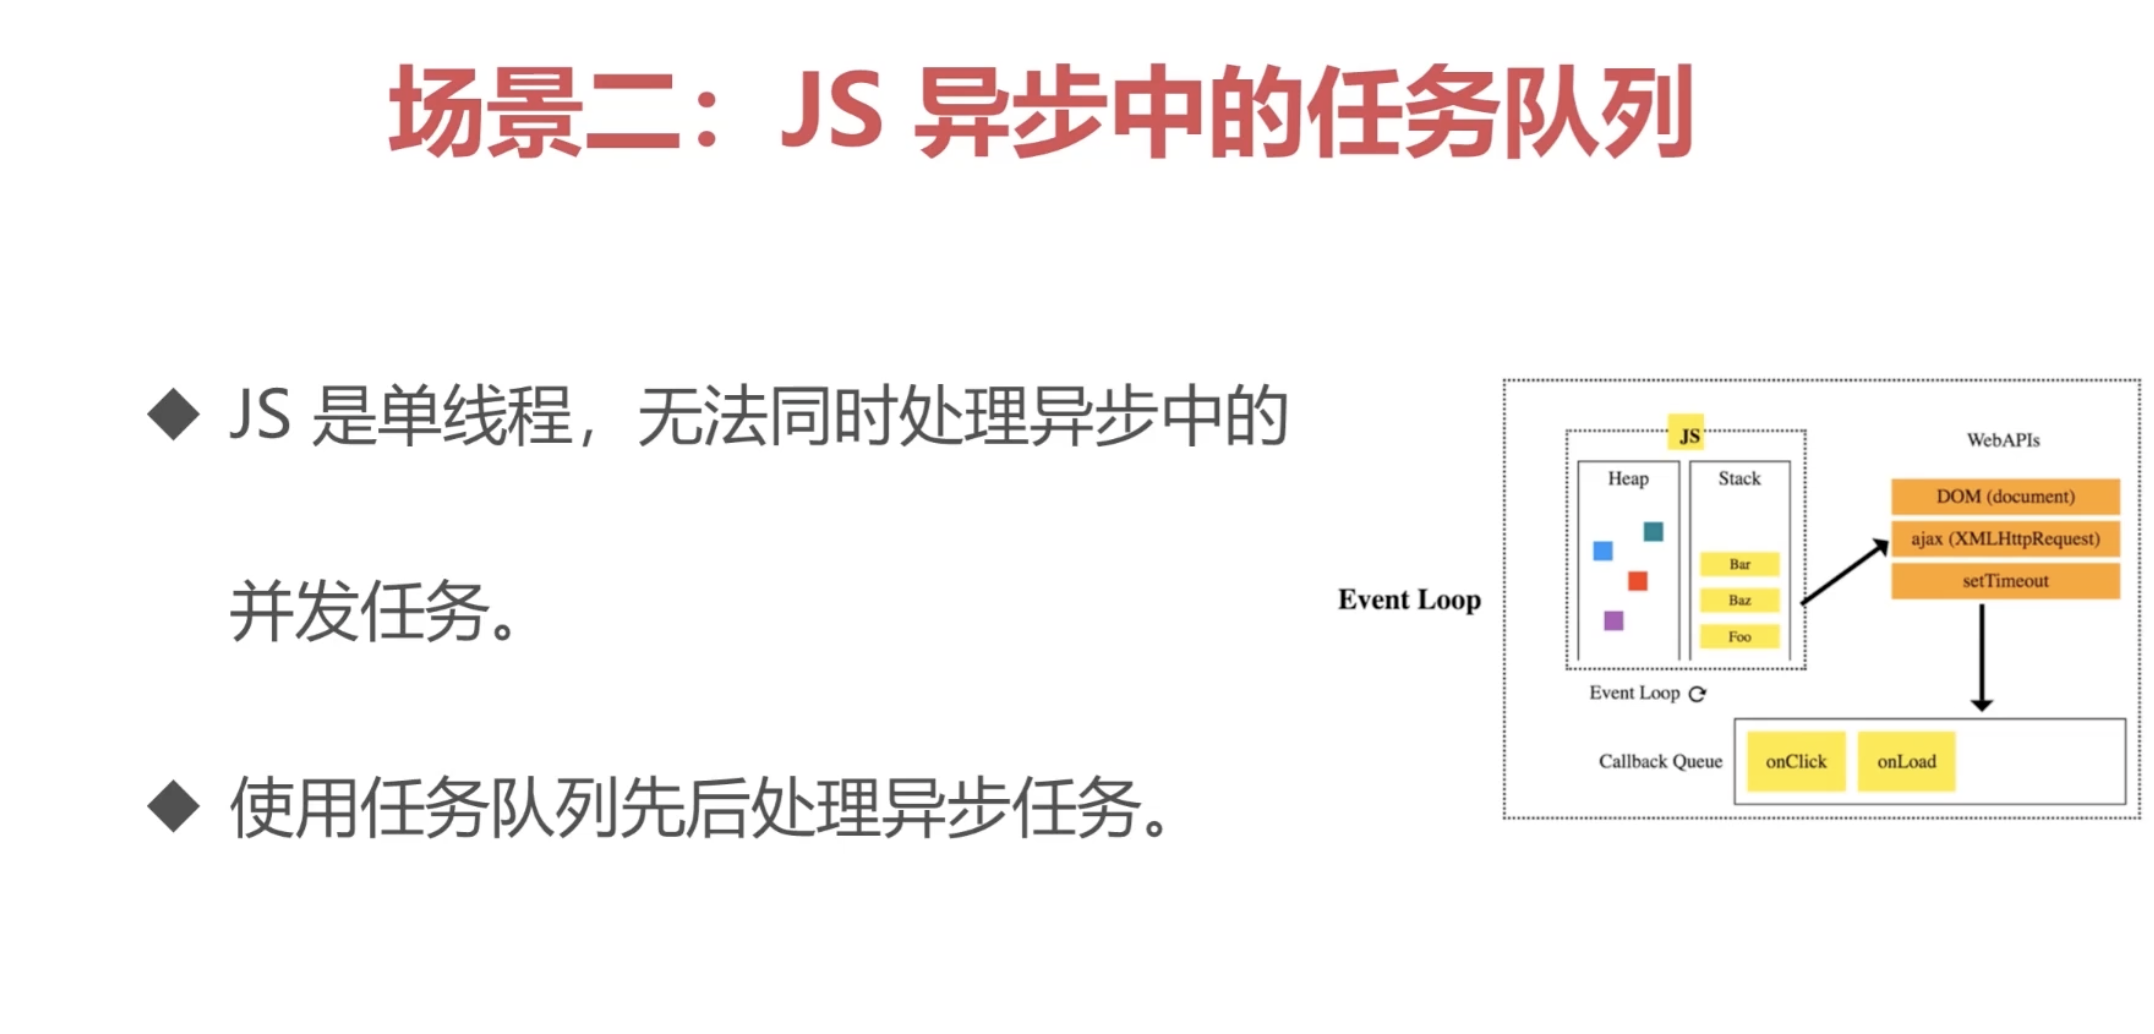 场景二：JS 异步中的任务队列
JS 是单线程，无法同时处理异步中的
并发任务。
使用任务队列先后处理异步任务。
Event Loop
JS
Heap
Stack
Bar
Baz
Foo
Event Loop
WebAPIs
DOM (document)
ajax (XMLHttpRequest)
setTimeout
Callback Queue
onClick
onLoad